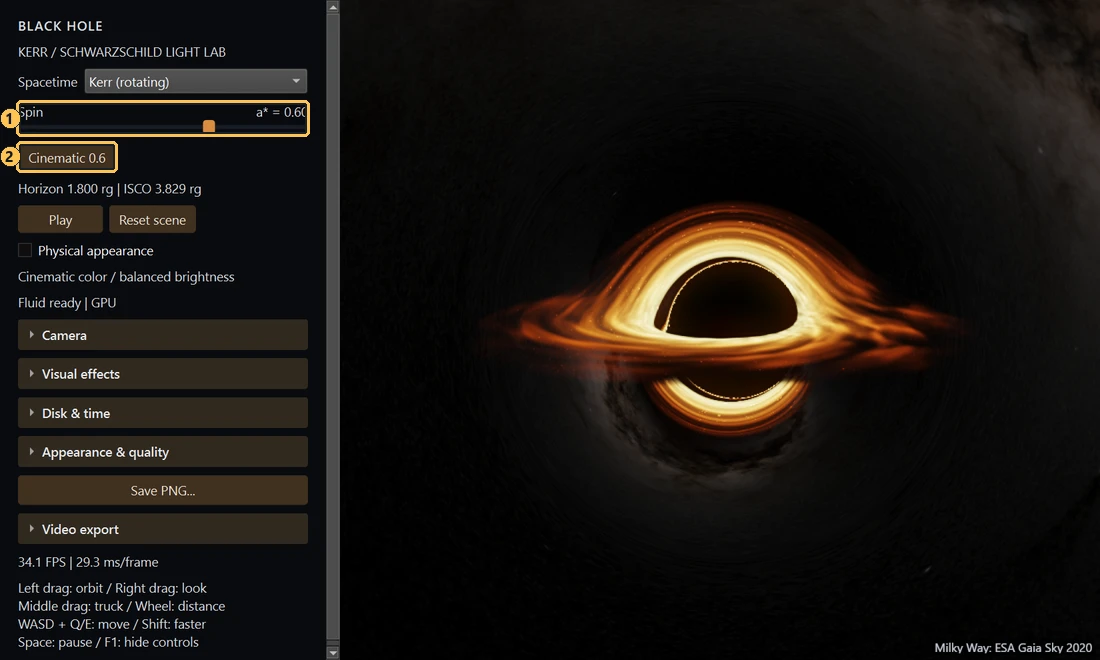 BLACK HOLE
KERR / SCHWARZSCHILD LIGHT LAB
Spacetime Kerr (rotating)
1 Spin a* = 0.60
2 Cinematic 0.6
Horizon 1.800 rg | ISCO 3.829 rg
Play Reset scene
Physical appearance
Cinematic color / balanced brightness
Fluid ready | GPU
Camera
Visual effects
Disk & time
Appearance & quality
Save PNG...
Video export
34.1 FPS | 29.3 ms/frame
Left drag: orbit / Right drag: look
Middle drag: truck / Wheel: distance
WASD + Q/E: move / Shift: faster
Space: pause / F1: hide controls
Milky Way: ESA Gaia Sky 2020